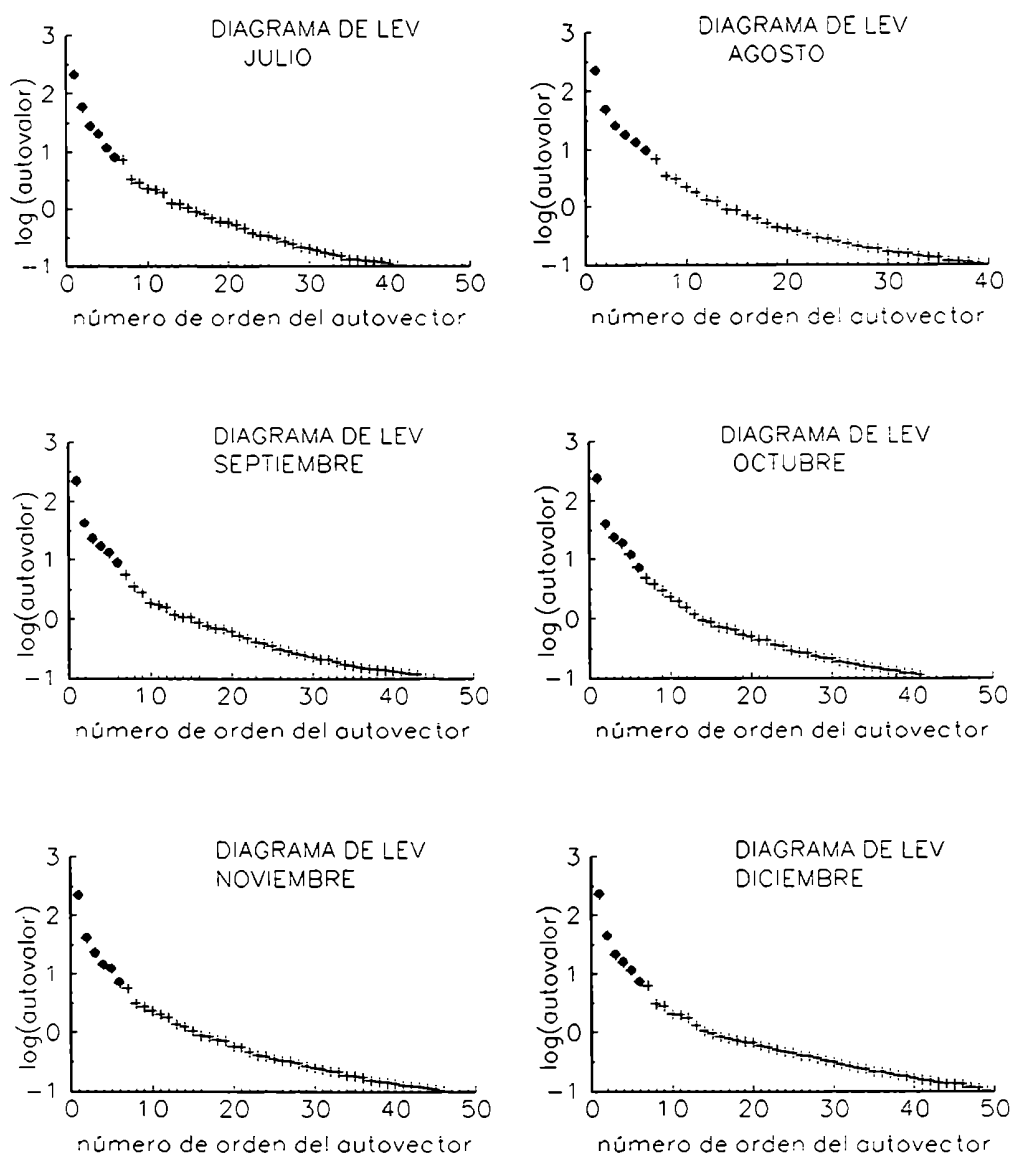 DIAGRAMA DE LEV
JULIO
3
2
1
0
−1
log(autovalor)
0 10 20 30 40 50
número de orden del autovector
DIAGRAMA DE LEV
AGOSTO
3
2
1
0
−1
log(autovalor)
0 10 20 30 40
número de orden del autovector
DIAGRAMA DE LEV
SEPTIEMBRE
3
2
1
0
−1
log(autovalor)
0 10 20 30 40 50
número de orden del autovector
DIAGRAMA DE LEV
OCTUBRE
3
2
1
0
−1
log(autovalor)
0 10 20 30 40 50
número de orden del autovector
DIAGRAMA DE LEV
NOVIEMBRE
3
2
1
0
−1
log(autovalor)
0 10 20 30 40 50
número de orden del autovector
DIAGRAMA DE LEV
DICIEMBRE
3
2
1
0
−1
log(autovalor)
0 10 20 30 40 50
número de orden del autovector